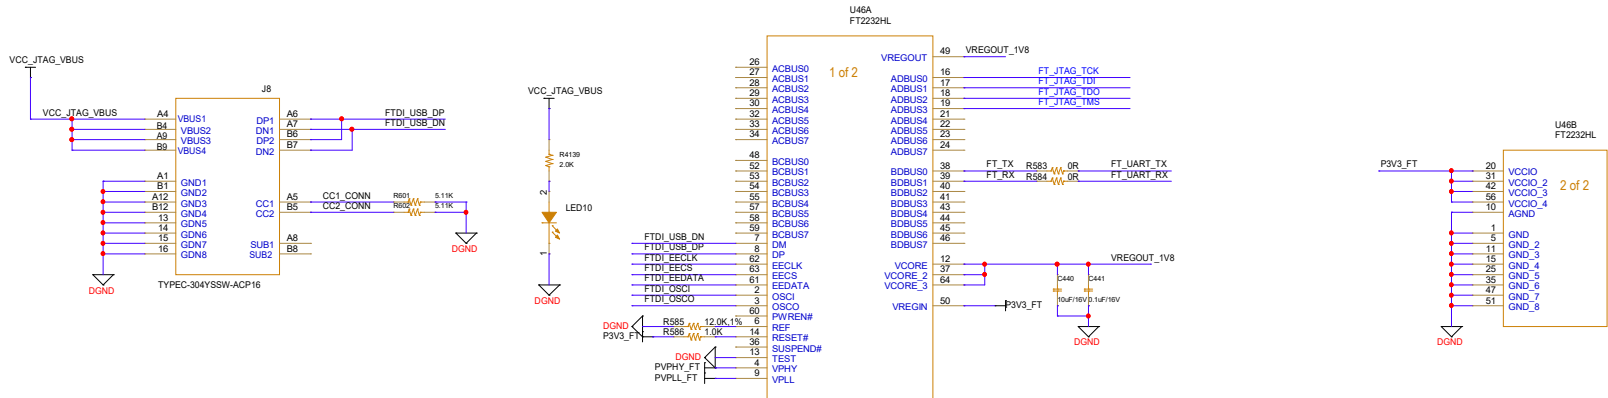 U46A
FT2232HL
1 of 2
VCC_JTAG_VBUS
J8
VCC_JTAG_VBUS
A4 VBUS1
B4 VBUS2
A9 VBUS3
B9 VBUS4
A1 GND1
B1 GND2
A12 GND3
B12 GND4
13 GDN5
14 GDN6
15 GDN7
16 GDN8
DGND
DP1 A6 FTDI_USB_DP
DN1 A7 FTDI_USB_DN
DP2 B6
DN2 B7
CC1 A5 CC1_CONN R601 5.11K
CC2 B5 CC2_CONN R602 5.11K
DGND
SUB1 A8
SUB2 B8
TYPEC-304YSSW-ACP16
VCC_JTAG_VBUS
R4139
2.0K
2
LED10
1
DGND
26 ACBUS0
27 ACBUS1
28 ACBUS2
29 ACBUS3
30 ACBUS4
32 ACBUS5
33 ACBUS6
34 ACBUS7
48 BCBUS0
52 BCBUS1
53 BCBUS2
54 BCBUS3
55 BCBUS4
57 BCBUS5
58 BCBUS6
59 BCBUS7
FTDI_USB_DN 7 DM
FTDI_USB_DP 8 DP
FTDI_EECLK 62 EECLK
FTDI_EECS 63 EECS
FTDI_EEDATA 61 EEDATA
FTDI_OSCI 2 OSCI
FTDI_OSCO 3 OSCO
60 PWREN#
DGND R585 12.0K,1% 6 REF
P3V3_FT R586 1.0K 14 RESET#
36 SUSPEND#
DGND 13 TEST
PVPHY_FT 4 VPHY
PVPLL_FT 9 VPLL
VREGOUT 49 VREGOUT_1V8
ADBUS0 16 FT_JTAG_TCK
ADBUS1 17 FT_JTAG_TDI
ADBUS2 18 FT_JTAG_TDO
ADBUS3 19 FT_JTAG_TMS
ADBUS4 21
ADBUS5 22
ADBUS6 23
ADBUS7 24
BDBUS0 38 FT_TX R583 0R FT_UART_TX
BDBUS1 39 FT_RX R584 0R FT_UART_RX
BDBUS2 40
BDBUS3 41
BDBUS4 43
BDBUS5 44
BDBUS6 45
BDBUS7 46
VCORE 12 VREGOUT_1V8
VCORE_2 37
VCORE_3 64
C440 C441
10uF/16V 0.1uF/16V
VREGIN 50 P3V3_FT
DGND
U46B
FT2232HL
2 of 2
P3V3_FT 20 VCCIO
31 VCCIO_2
42 VCCIO_3
56 VCCIO_4
10 AGND
1 GND
5 GND_2
11 GND_3
15 GND_4
25 GND_5
35 GND_6
47 GND_7
51 GND_8
DGND